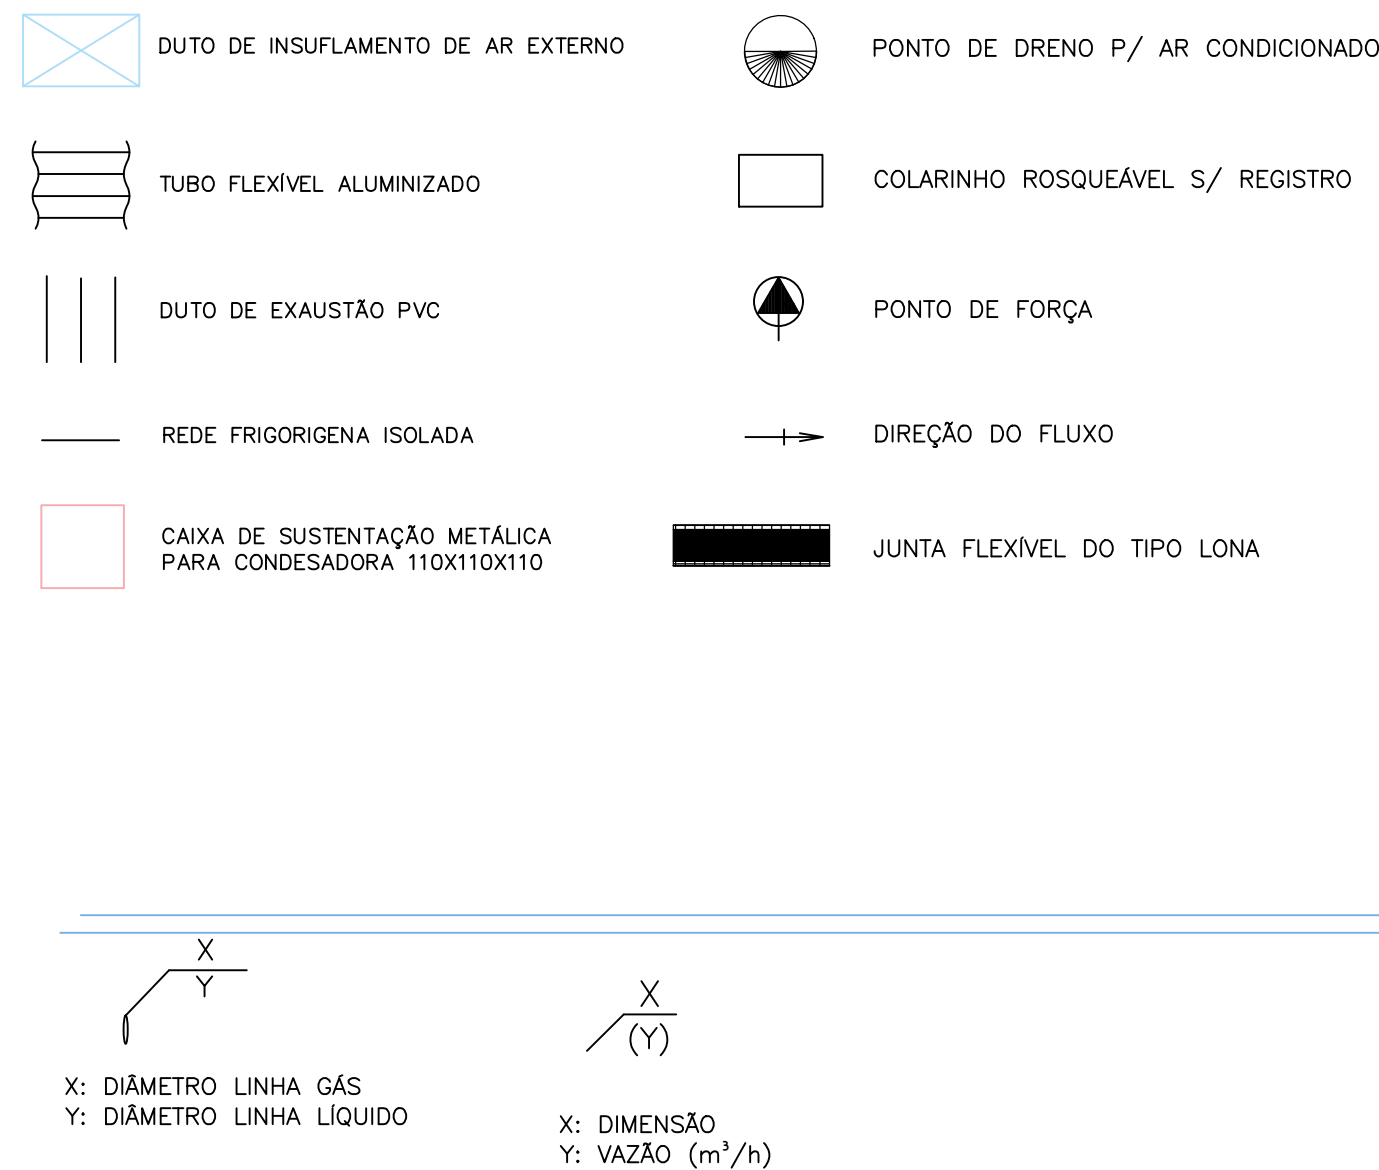 DUTO DE INSUFLAMENTO DE AR EXTERNO
PONTO DE DRENO P/ AR CONDICIONADO
TUBO FLEXÍVEL ALUMINIZADO
COLARINHO ROSQUEÁVEL S/ REGISTRO
DUTO DE EXAUSTÃO PVC
PONTO DE FORÇA
REDE FRIGORIGENA ISOLADA
DIREÇÃO DO FLUXO
CAIXA DE SUSTENTAÇÃO METÁLICA
PARA CONDESADORA 110X110X110
JUNTA FLEXÍVEL DO TIPO LONA
X
Y
X: DIÂMETRO LINHA GÁS
Y: DIÂMETRO LINHA LÍQUIDO
X
(Y)
X: DIMENSÃO
Y: VAZÃO (m³/h)